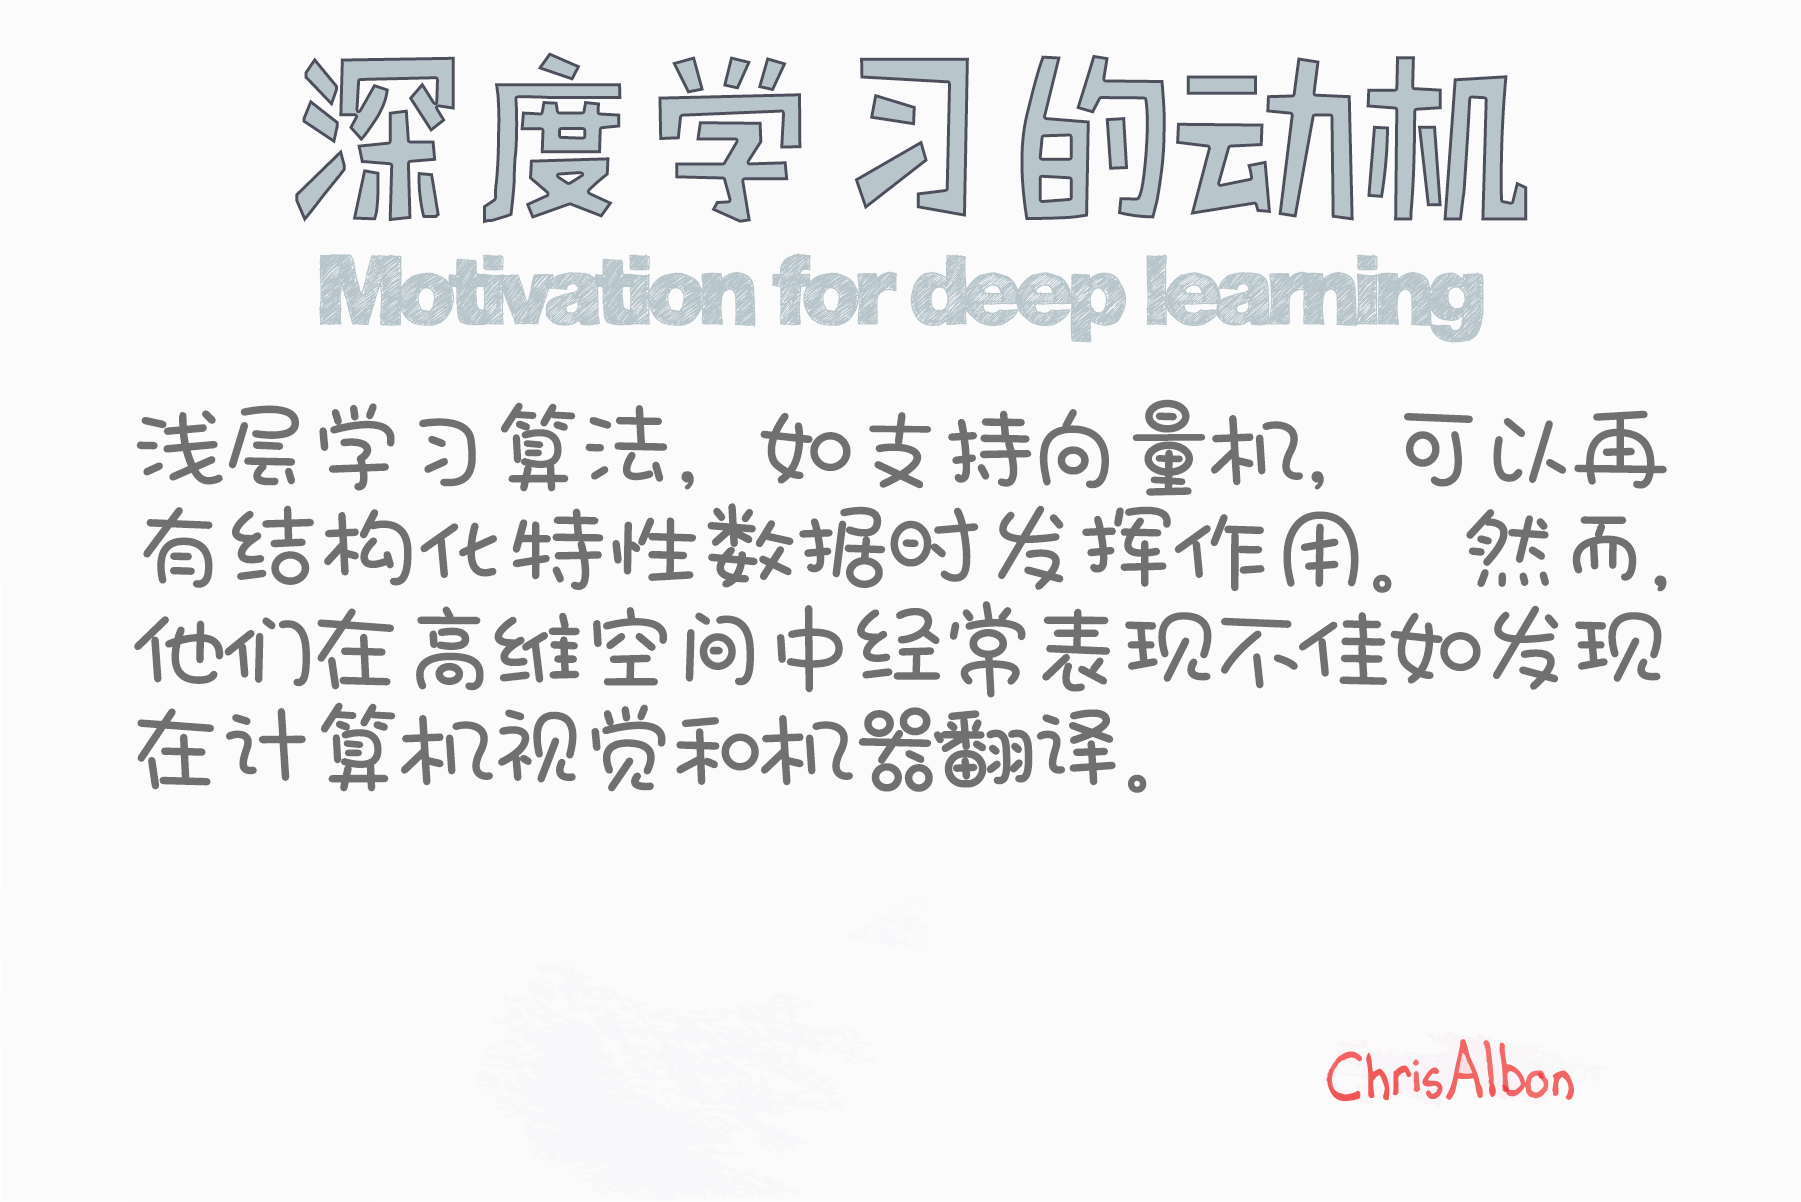 深度学习的动机
Motivation for deep learning
浅层学习算法，如支持向量机，可以再
有结构化特性数据时发挥作用。然而，
他们在高维空间中经常表现不佳如发现
在计算机视觉和机器翻译。
ChrisAlbon